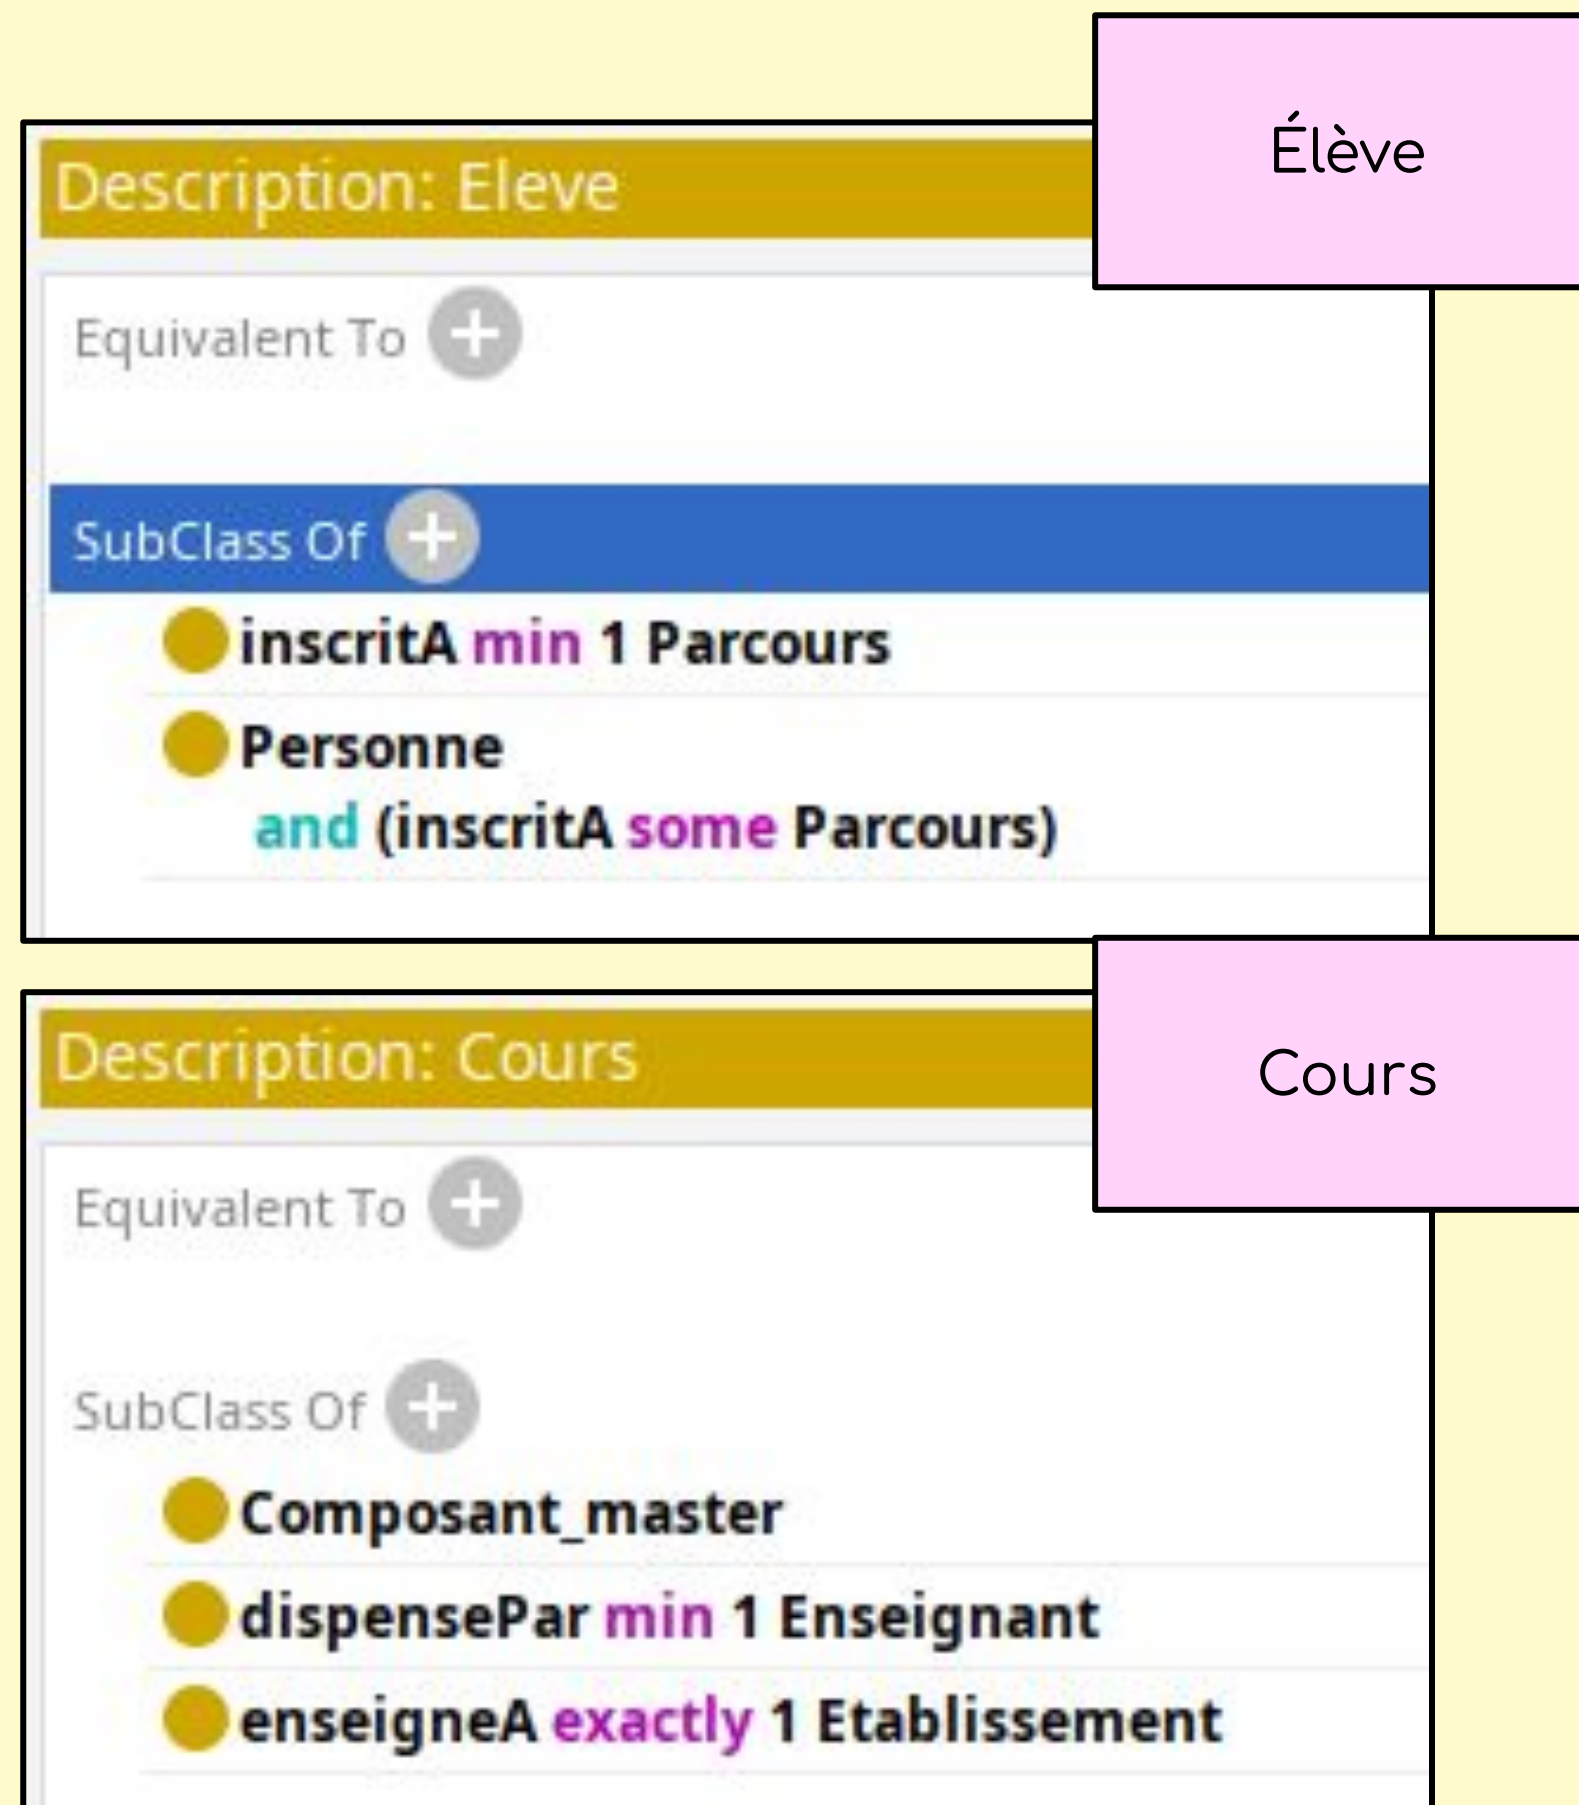 Élève
Description: Eleve
Equivalent To
SubClass Of
inscritA min 1 Parcours
Personne
and (inscritA some Parcours)
Cours
Description: Cours
Equivalent To
SubClass Of
Composant_master
dispensePar min 1 Enseignant
enseigneA exactly 1 Etablissement